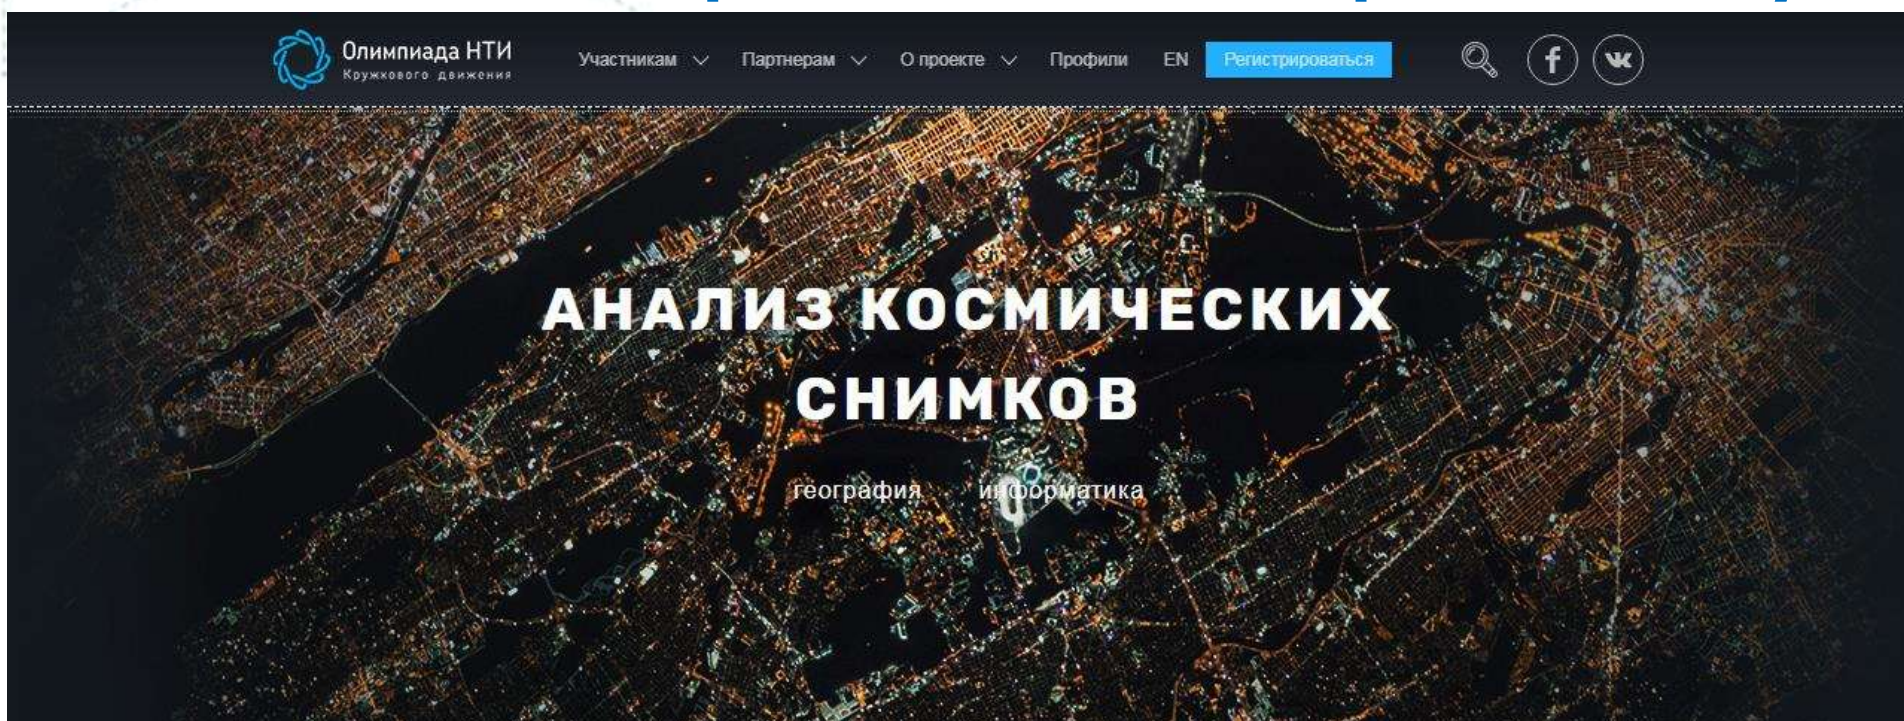 Олимпиада НТИ
Кружкового движения
Участникам Партнерам О проекте Профили EN Регистрироваться
АНАЛИЗ КОСМИЧЕСКИХ
СНИМКОВ
география информатика